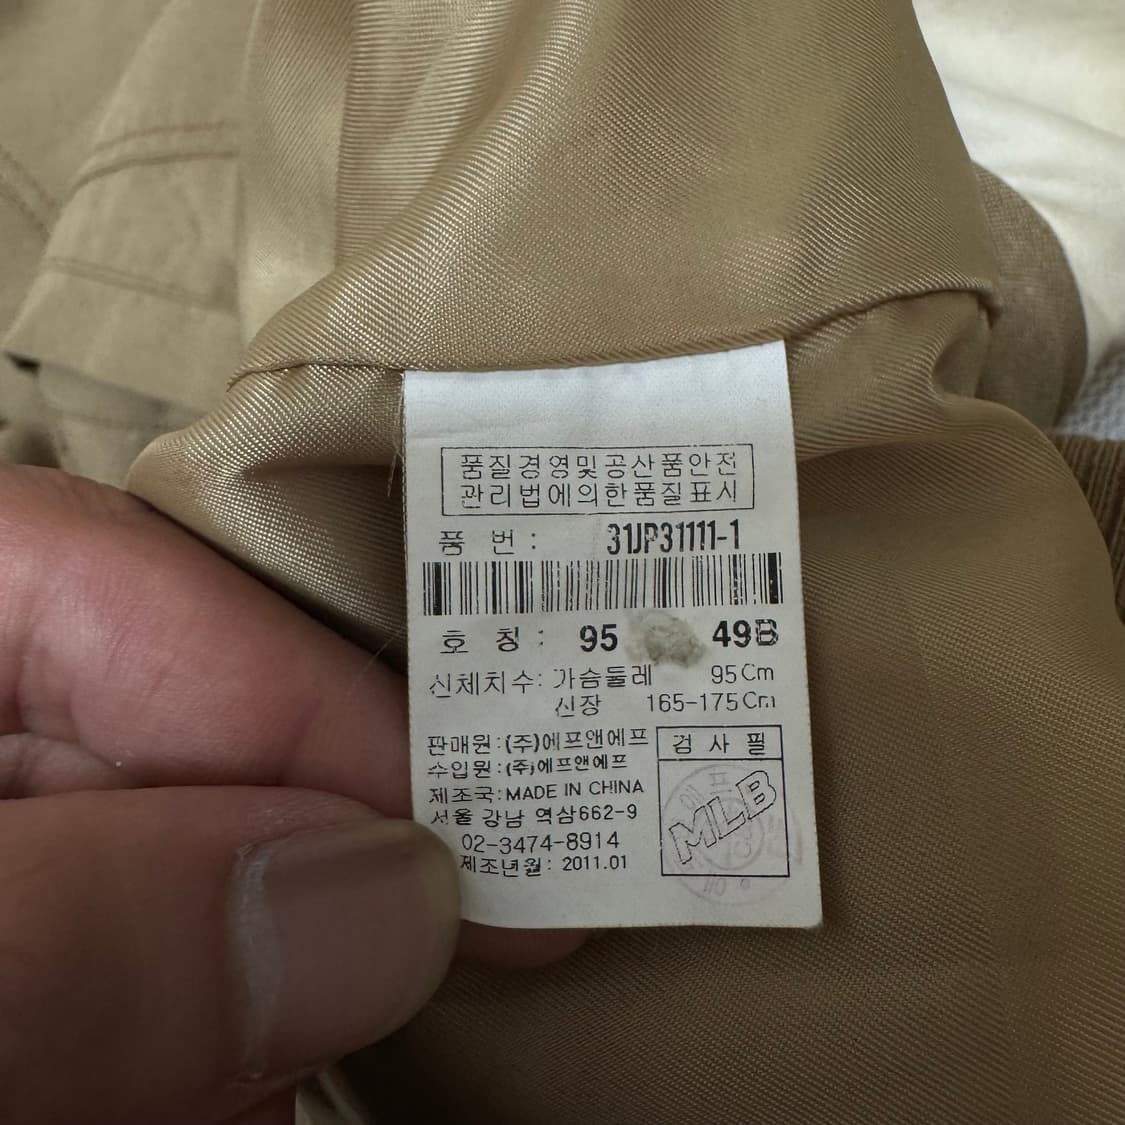 품질경영및공산품안전
관리법에의한품질표시
품 번 : 31JP31111-1
호 칭 : 95 49B
신체치수: 가슴둘레 95Cm
신장 165-175Cm
판매원:(주)에프앤에프
수입원:(주)에프앤에프
제조국:MADE IN CHINA
서울 강남 역삼662-9
02-3474-8914
제조년월: 2011.01
검 사 필
MLB